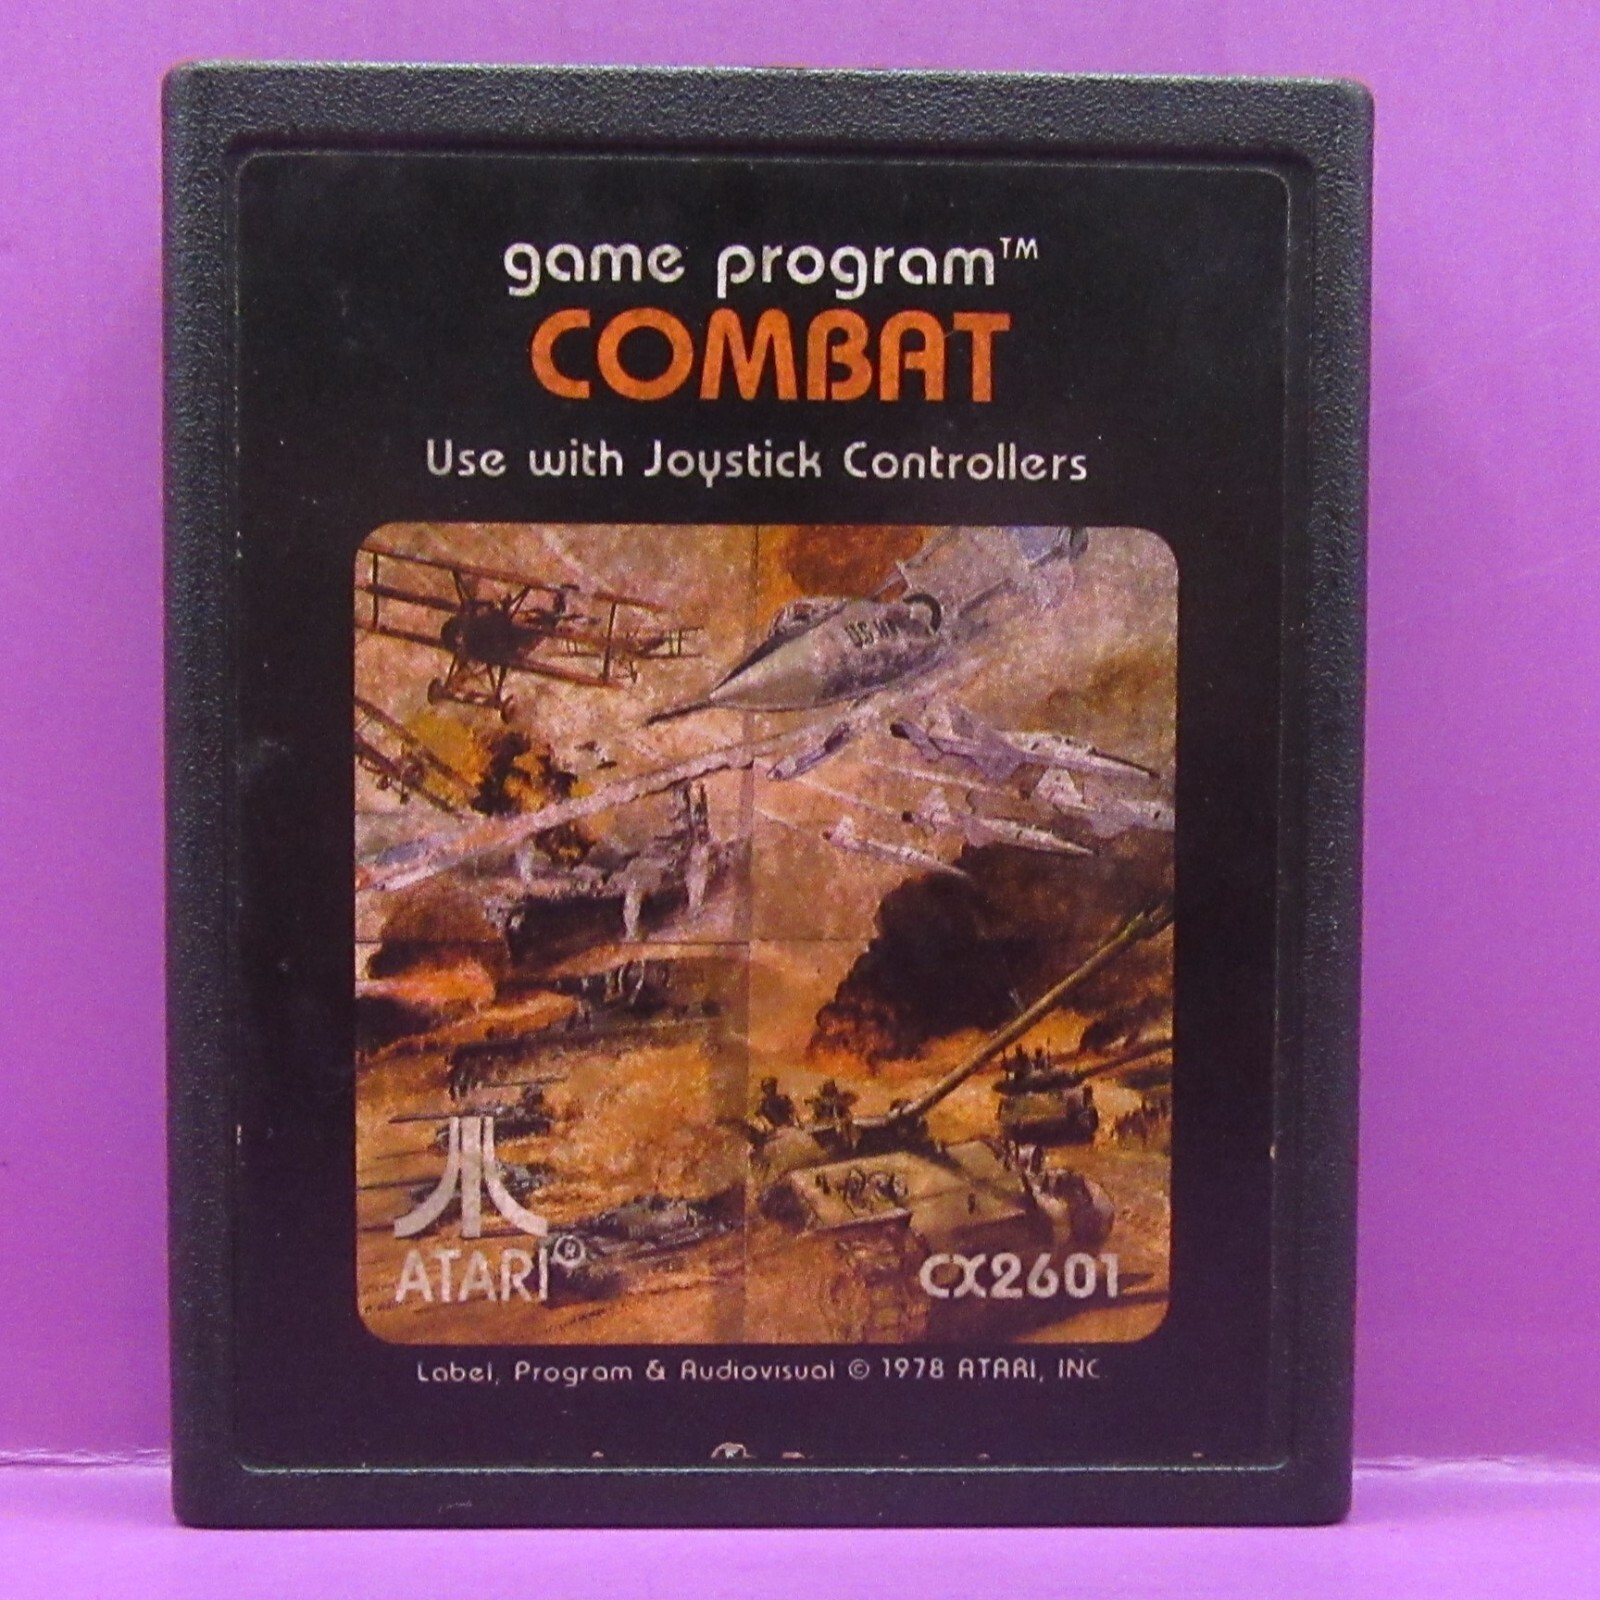 game program™
COMBAT
Use with Joystick Controllers
ATARI®
CX2601
Label, Program & Audiovisual © 1978 ATARI, INC